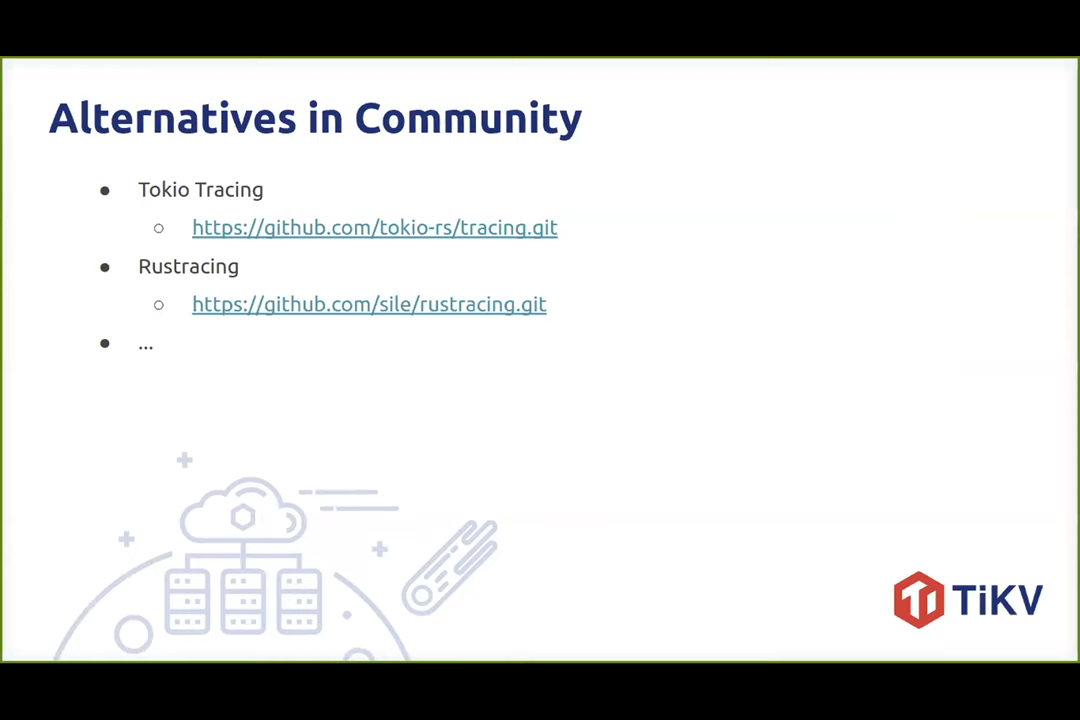 Alternatives in Community
● Tokio Tracing
○ https://github.com/tokio-rs/tracing.git
● Rustracing
○ https://github.com/sile/rustracing.git
● ...
TiKV